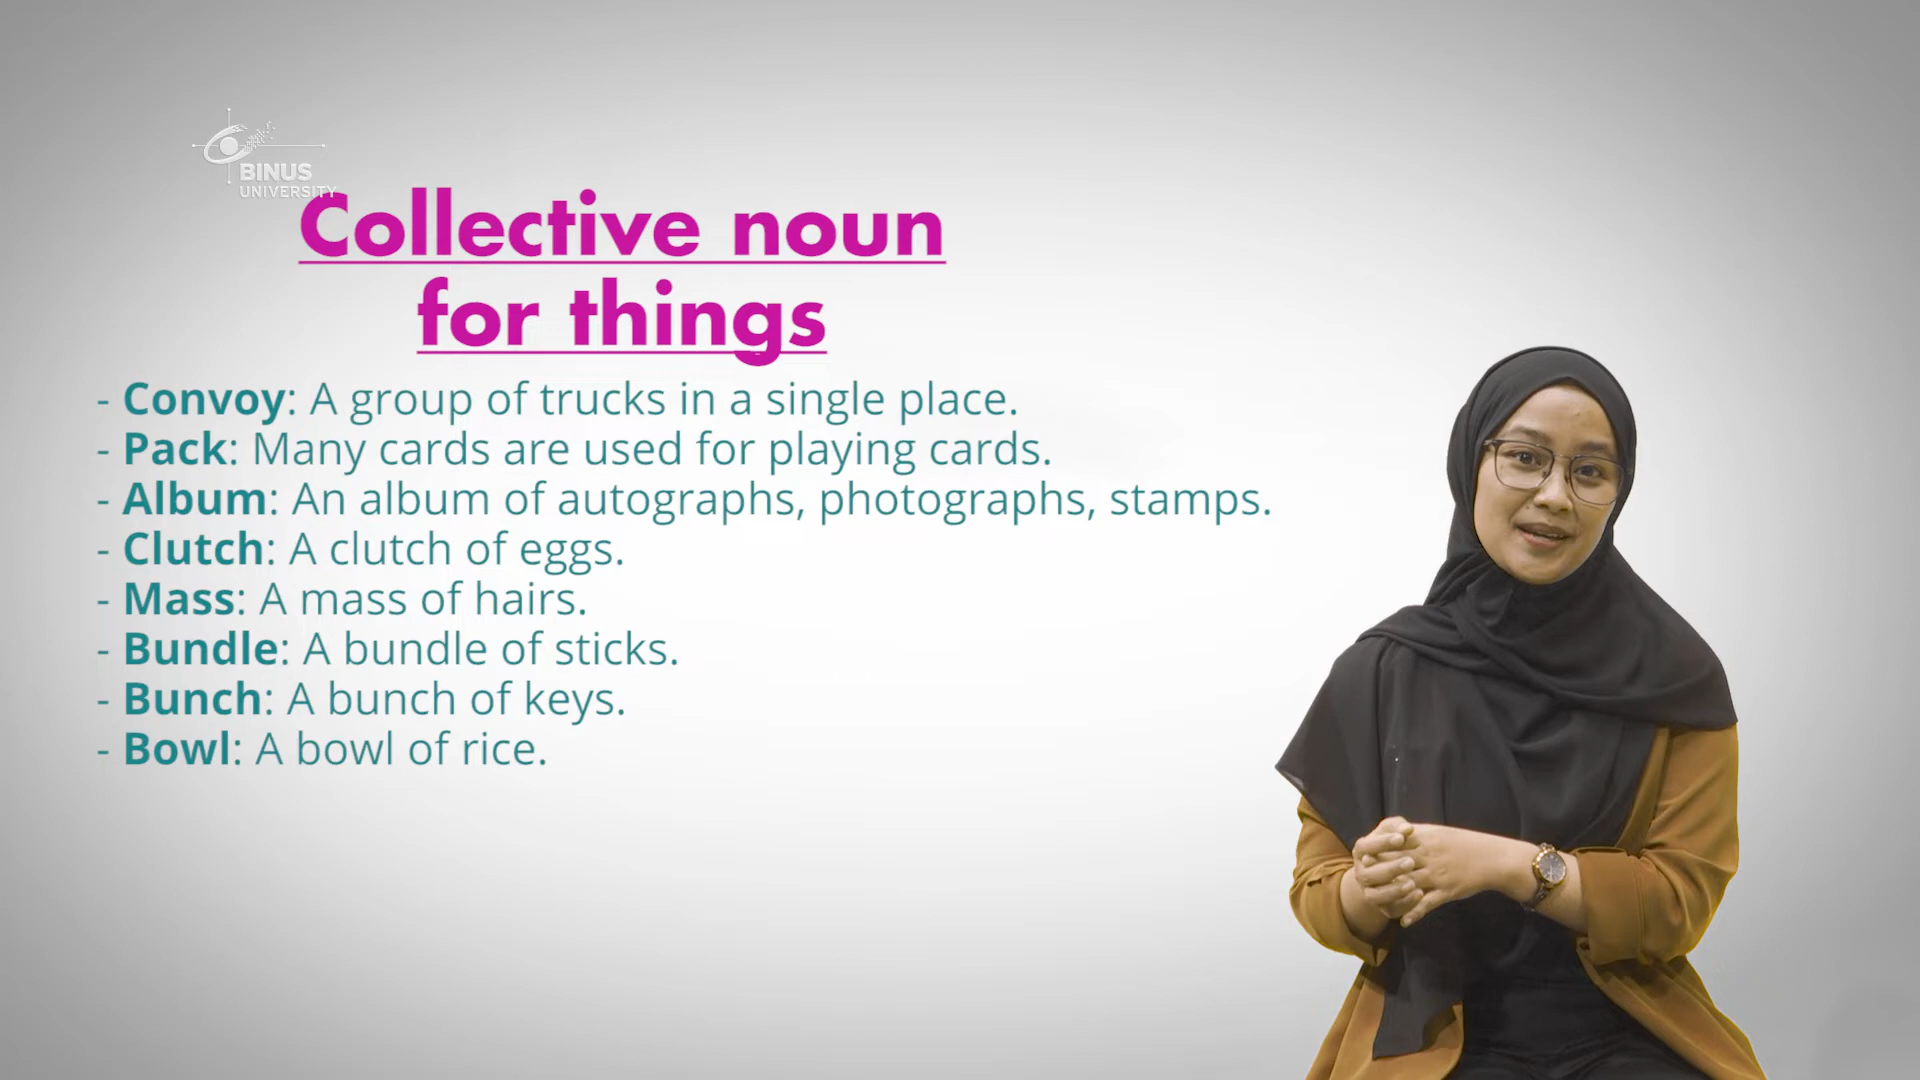 BINUS
UNIVERSITY
Collective noun
for things
- Convoy: A group of trucks in a single place.
- Pack: Many cards are used for playing cards.
- Album: An album of autographs, photographs, stamps.
- Clutch: A clutch of eggs.
- Mass: A mass of hairs.
- Bundle: A bundle of sticks.
- Bunch: A bunch of keys.
- Bowl: A bowl of rice.